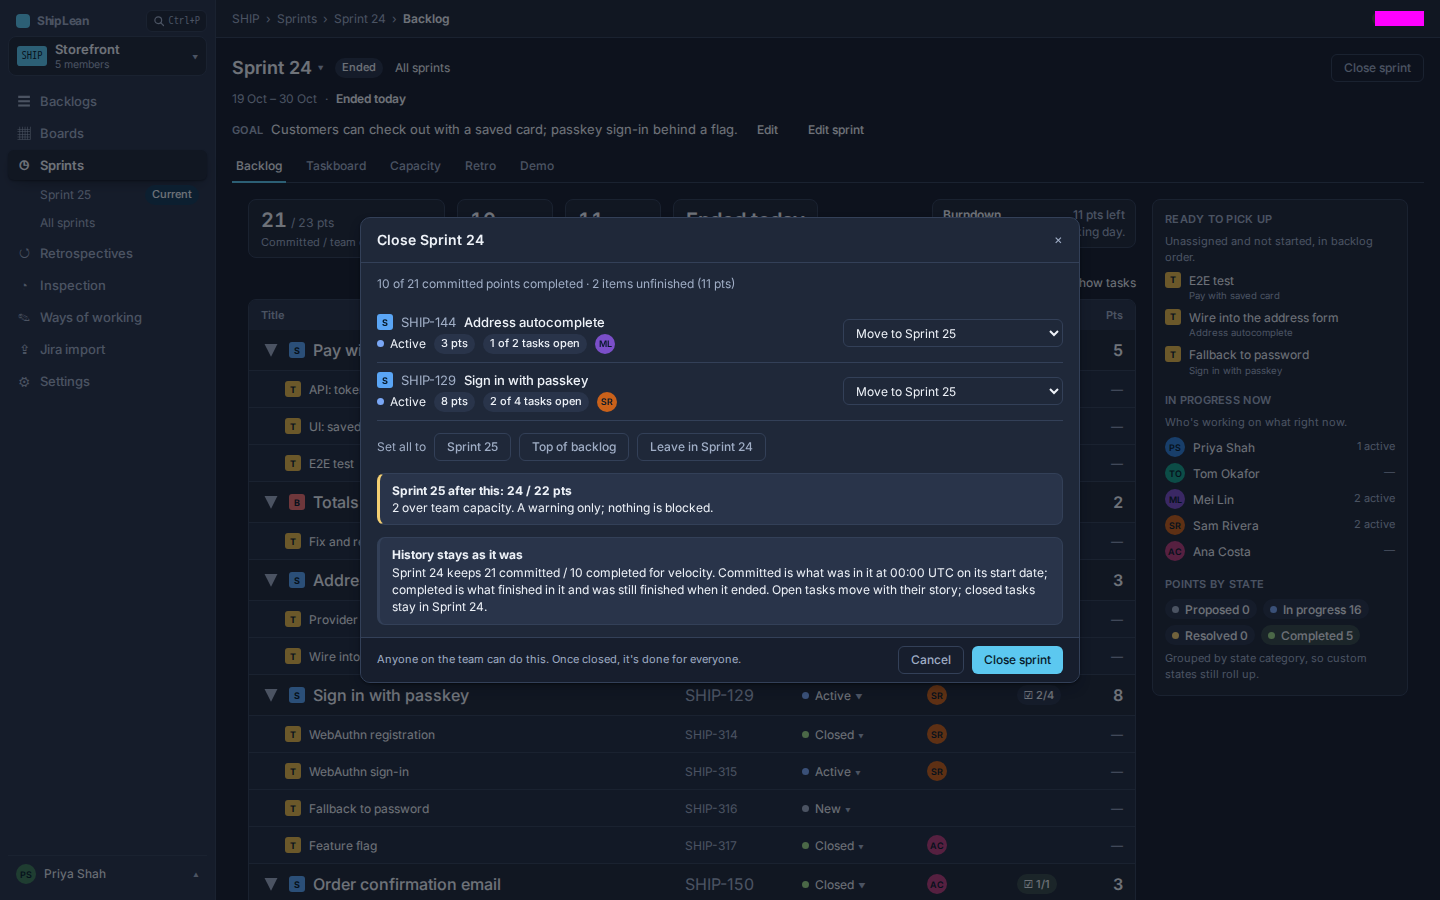 ShipLean
Ctrl+P
SHIP
Storefront
5 members
Backlogs
Boards
Sprints
Sprint 25
Current
All sprints
Retrospectives
Inspection
Ways of working
Jira import
Settings
PS
Priya Shah
SHIP › Sprints › Sprint 24 › Backlog
Sprint 24
Ended
All sprints
Close sprint
19 Oct – 30 Oct · Ended today
GOAL Customers can check out with a saved card; passkey sign-in behind a flag.
Edit
Edit sprint
Backlog
Taskboard
Capacity
Retro
Demo
21 / 23 pts
Committed / team
Ended today
Burndown
11 pts left
Title
Pts
S Pay wi
5
T API: toke
—
T UI: saved
—
T E2E test
—
B Totals
2
T Fix and re
—
S Addre
3
T Provider
—
T Wire into
—
S Sign in with passkey SHIP-129 Active SR 2/4 8
T WebAuthn registration SHIP-314 Closed SR —
T WebAuthn sign-in SHIP-315 Active SR —
T Fallback to password SHIP-316 New —
T Feature flag SHIP-317 Closed AC —
S Order confirmation email SHIP-150 Closed AC 1/1 3
Close Sprint 24
×
10 of 21 committed points completed · 2 items unfinished (11 pts)
S SHIP-144 Address autocomplete
Active 3 pts 1 of 2 tasks open ML
Move to Sprint 25
S SHIP-129 Sign in with passkey
Active 8 pts 2 of 4 tasks open SR
Move to Sprint 25
Set all to
Sprint 25
Top of backlog
Leave in Sprint 24
Sprint 25 after this: 24 / 22 pts
2 over team capacity. A warning only; nothing is blocked.
History stays as it was
Sprint 24 keeps 21 committed / 10 completed for velocity. Committed is what was in it at 00:00 UTC on its start date;
completed is what finished in it and was still finished when it ended. Open tasks move with their story; closed tasks
stay in Sprint 24.
Anyone on the team can do this. Once closed, it's done for everyone.
Cancel
Close sprint
READY TO PICK UP
Unassigned and not started, in backlog
order.
T E2E test
Pay with saved card
T Wire into the address form
Address autocomplete
T Fallback to password
Sign in with passkey
IN PROGRESS NOW
Who's working on what right now.
PS Priya Shah 1 active
TO Tom Okafor —
ML Mei Lin 2 active
SR Sam Rivera 2 active
AC Ana Costa —
POINTS BY STATE
Proposed 0
In progress 16
Resolved 0
Completed 5
Grouped by state category, so custom
states still roll up.